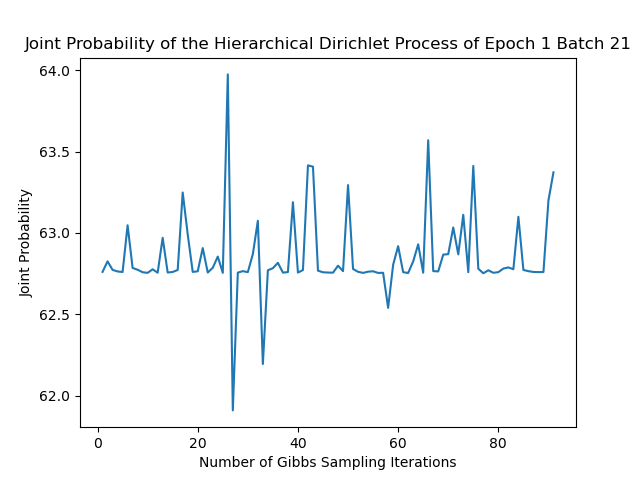 Joint Probability of the Hierarchical Dirichlet Process of Epoch 1 Batch 21
64.0
63.5
63.0
62.5
62.0
Joint Probability
0 20 40 60 80
Number of Gibbs Sampling Iterations